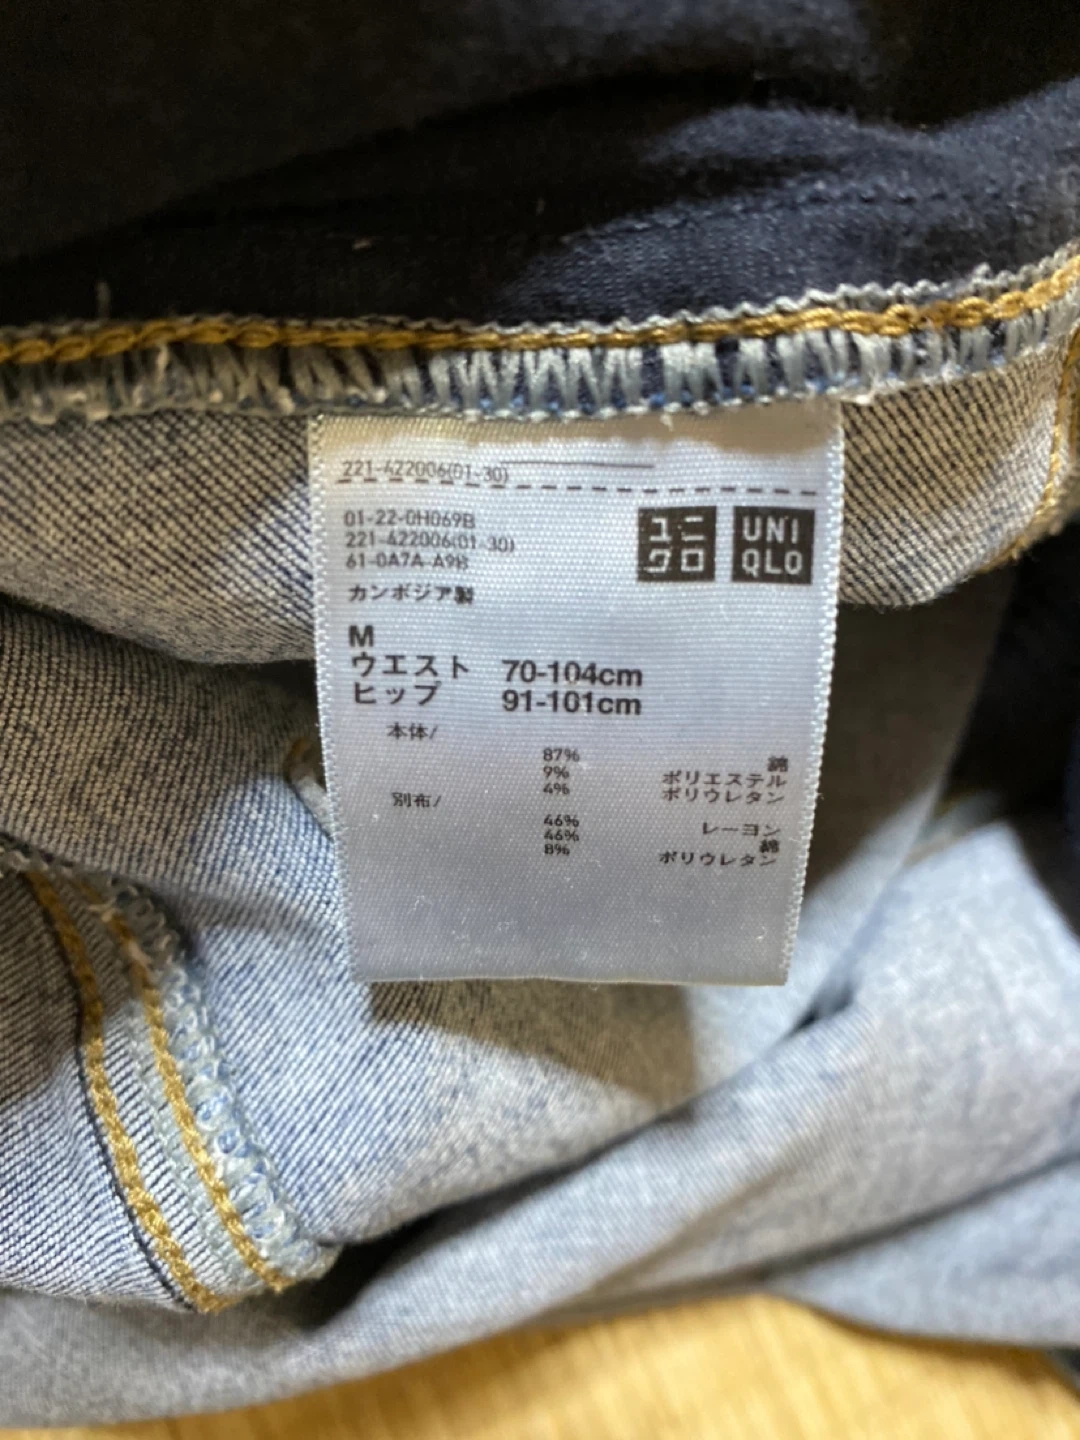 221-422006(01-30)
01-22-0H069B
221-422006(01-30)
61-0A7A-A9B
カンボジア製
ユニ
クロ
UNI
QLO
M
ウエスト 70-104cm
ヒップ 91-101cm
本体/
87% 綿
9% ポリエステル
4% ポリウレタン
別布/
46% レーヨン
46% 綿
8% ポリウレタン